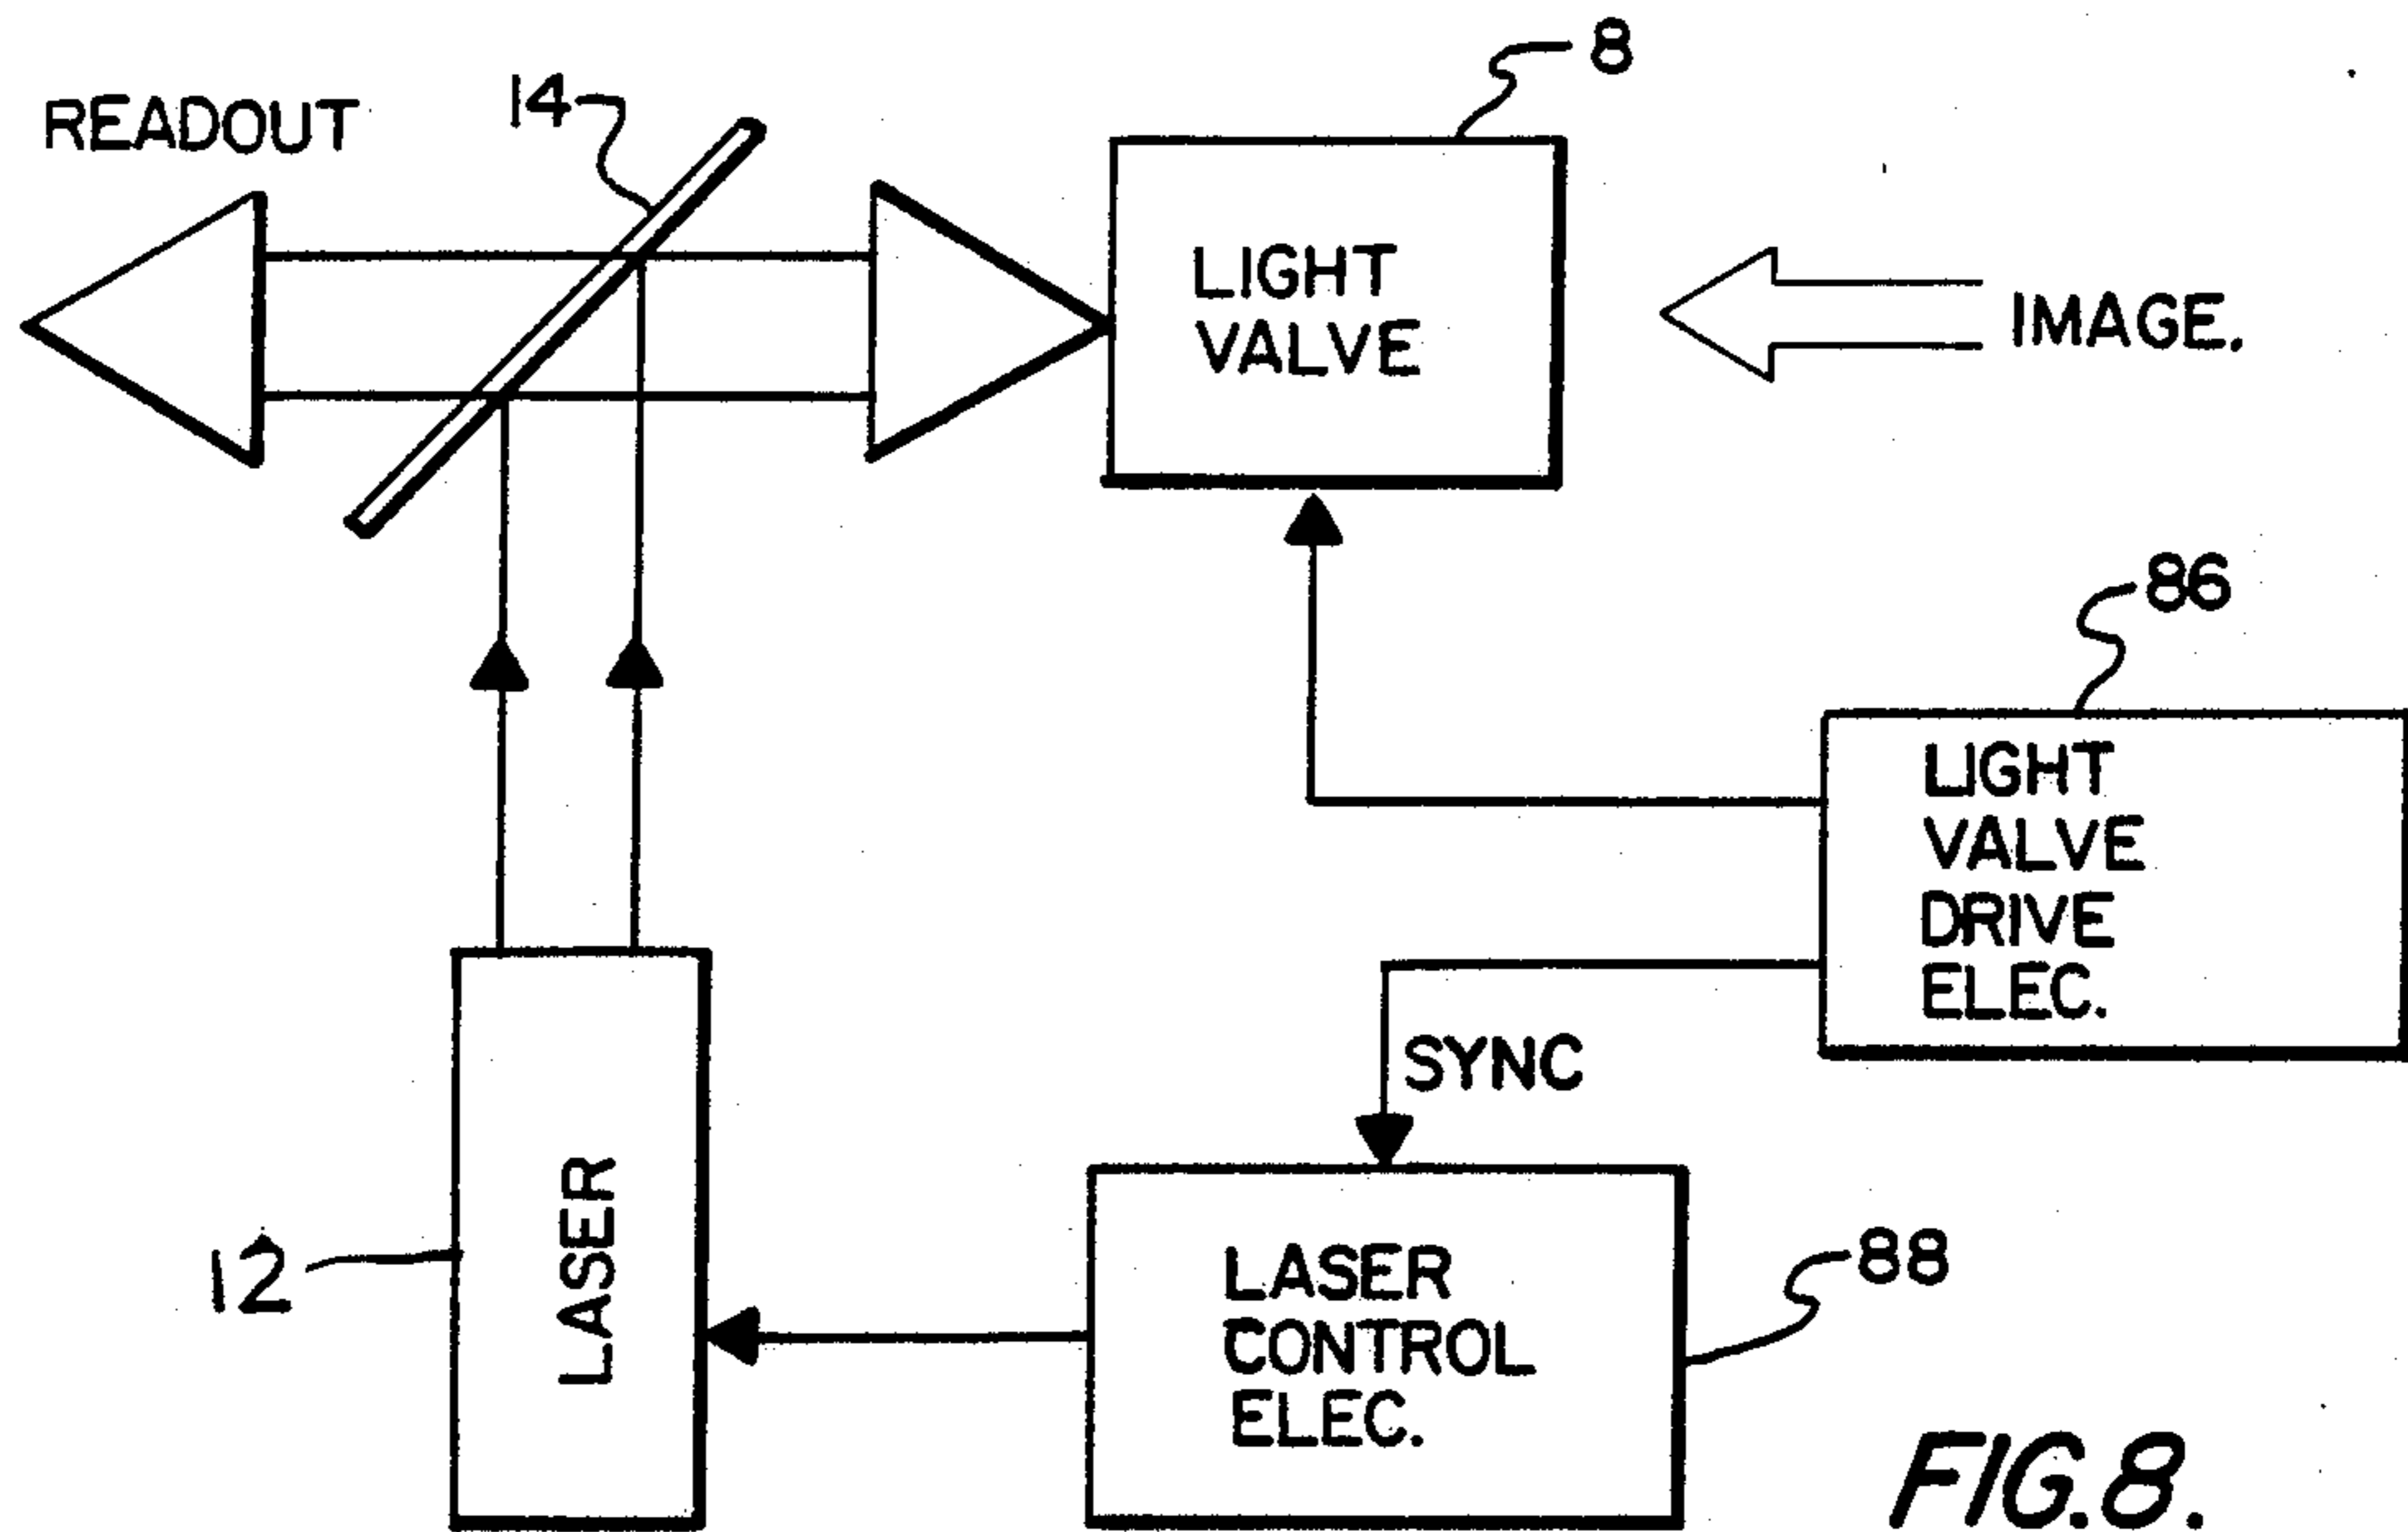 8
14
READOUT
LIGHT
VALVE
IMAGE.
86
LIGHT
VALVE
DRIVE
ELEC.
SYNC
LASER
12
LASER
CONTROL
ELEC.
88
FIG.8.